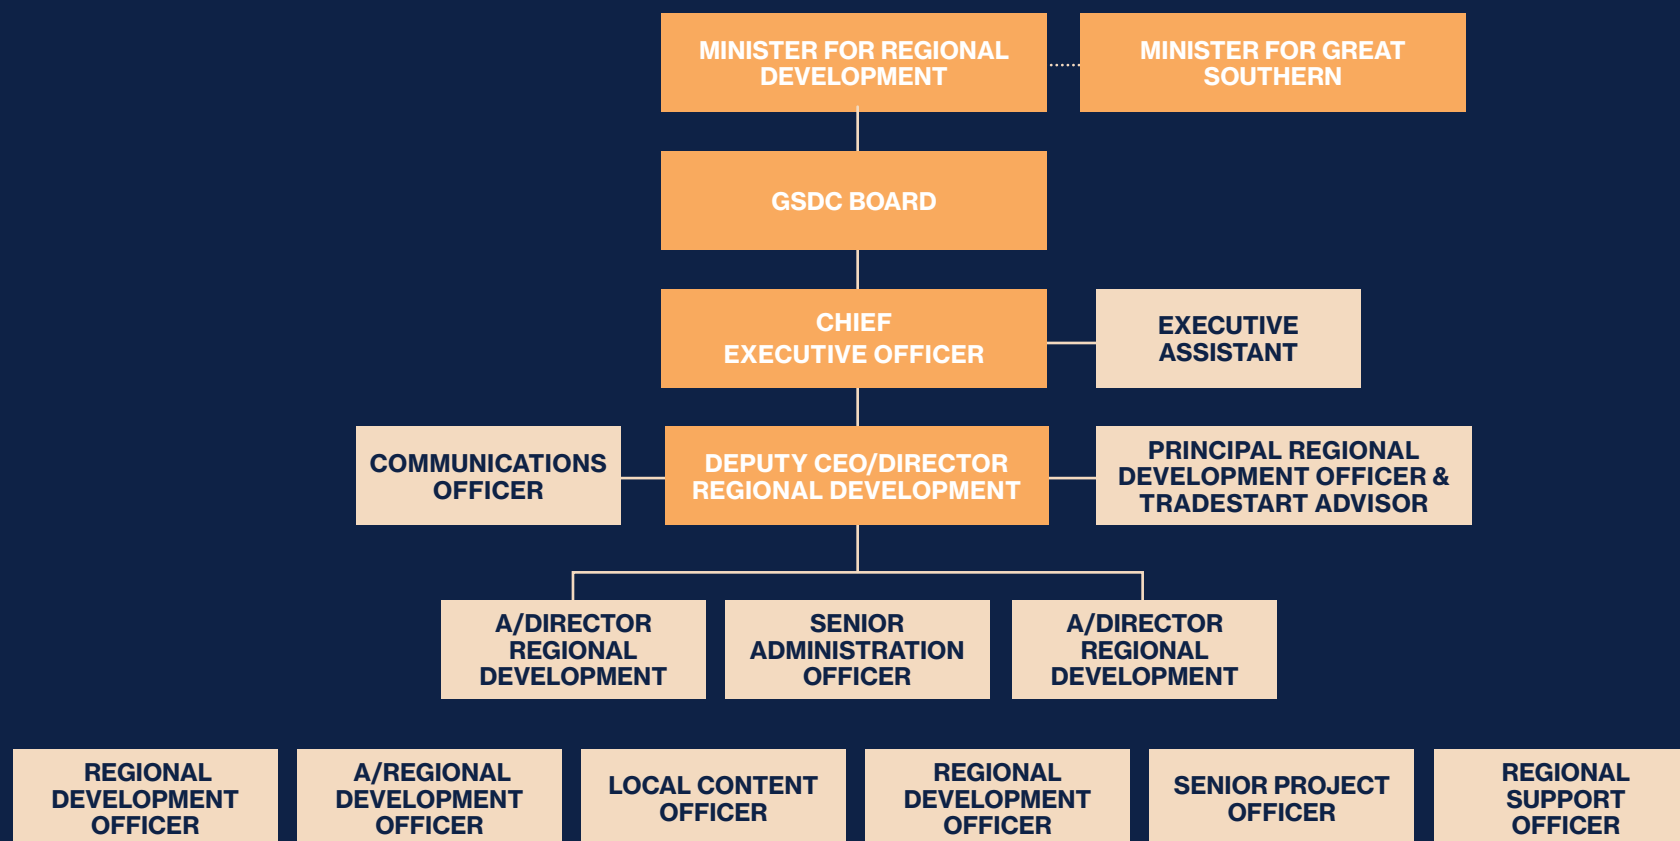 MINISTER FOR REGIONAL
DEVELOPMENT
MINISTER FOR GREAT
SOUTHERN
GSDC BOARD
CHIEF
EXECUTIVE OFFICER
EXECUTIVE
ASSISTANT
COMMUNICATIONS
OFFICER
DEPUTY CEO/DIRECTOR
REGIONAL DEVELOPMENT
PRINCIPAL REGIONAL
DEVELOPMENT OFFICER &
TRADESTART ADVISOR
A/DIRECTOR
REGIONAL
DEVELOPMENT
SENIOR
ADMINISTRATION
OFFICER
A/DIRECTOR
REGIONAL
DEVELOPMENT
REGIONAL
DEVELOPMENT
OFFICER
A/REGIONAL
DEVELOPMENT
OFFICER
LOCAL CONTENT
OFFICER
REGIONAL
DEVELOPMENT
OFFICER
SENIOR PROJECT
OFFICER
REGIONAL
SUPPORT
OFFICER